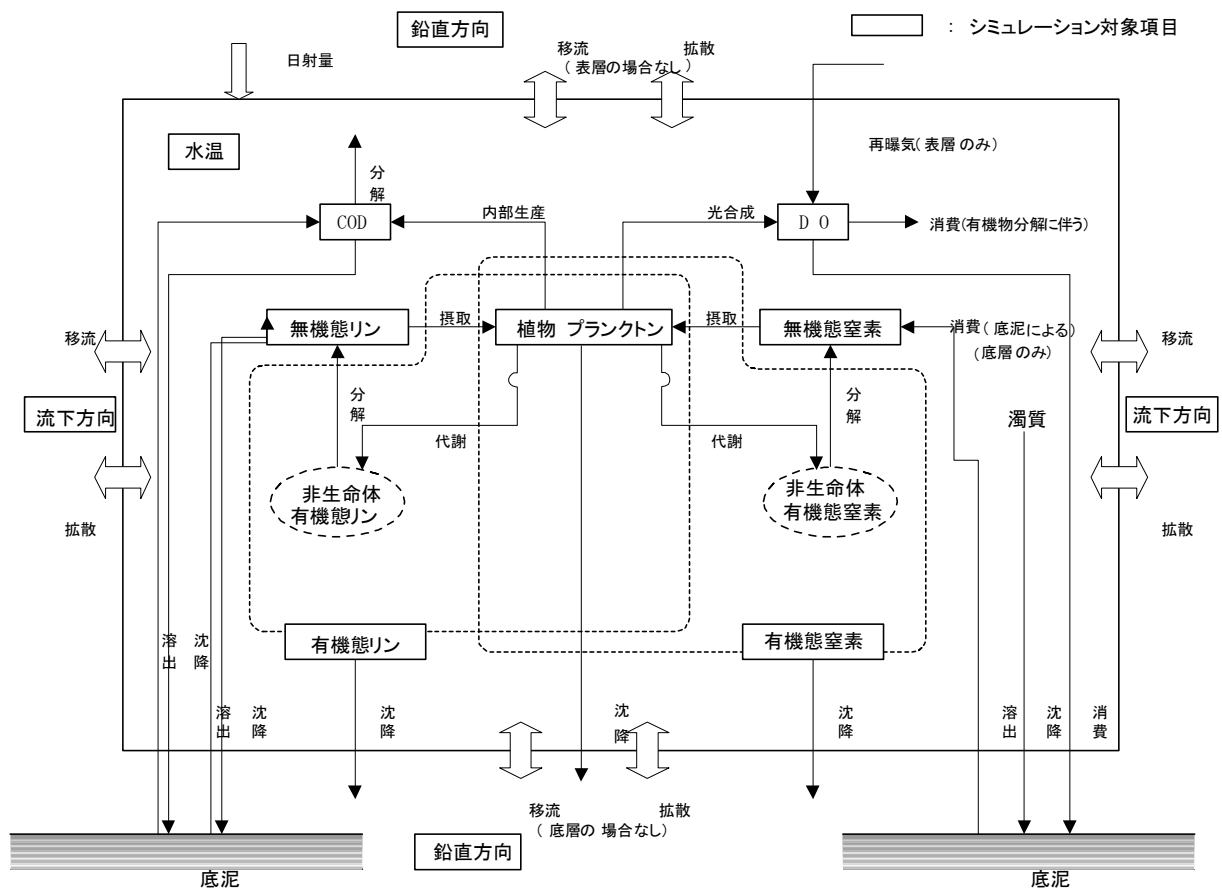 鉛直方向
： シミュレーション対象項目
日射量
移流
拡散
（ 表層の場合なし ）
水温
再曝気( 表層 のみ)
分解
COD
内部生産
光合成
D O
消費(有機物分解に伴う)
無機態リン
摂取
植物 プランクトン
摂取
無機態窒素
消費( 底泥による)
(底層 のみ)
移流
移流
流下方向
流下方向
分解
分解
濁質
代謝
代謝
非生命体
有機態リン
非生命体
有機態窒素
拡散
拡散
有機態リン
有機態窒素
溶出
沈降
溶出
沈降
沈降
沈降
沈降
溶出
沈降
消費
移流
拡散
（ 底層の 場合なし）
鉛直方向
底泥
底泥